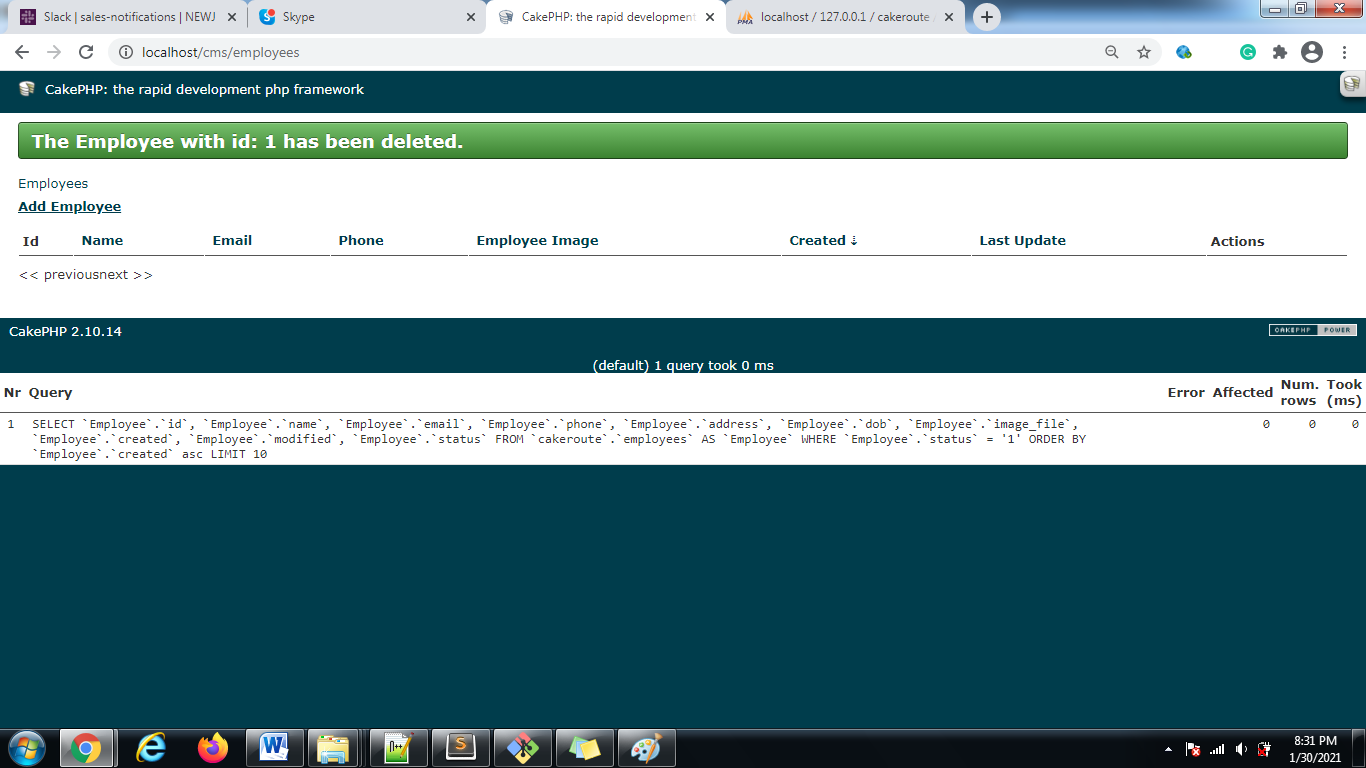 Slack | sales-notifications | NEWJ
Skype
CakePHP: the rapid development
localhost / 127.0.0.1 / cakeroute
localhost/cms/employees
CakePHP: the rapid development php framework
The Employee with id: 1 has been deleted.
Employees
Add Employee
Id Name Email Phone Employee Image Created ↓ Last Update Actions
<< previousnext >>
CakePHP 2.10.14
CAKEPHP POWER
(default) 1 query took 0 ms
Nr Query Error Affected Num. rows Took (ms)
1 SELECT `Employee`.`id`, `Employee`.`name`, `Employee`.`email`, `Employee`.`phone`, `Employee`.`address`, `Employee`.`dob`, `Employee`.`image_file`, 0 0 0
`Employee`.`created`, `Employee`.`modified`, `Employee`.`status` FROM `cakeroute`.`employees` AS `Employee` WHERE `Employee`.`status` = '1' ORDER BY
`Employee`.`created` asc LIMIT 10
8:31 PM
1/30/2021